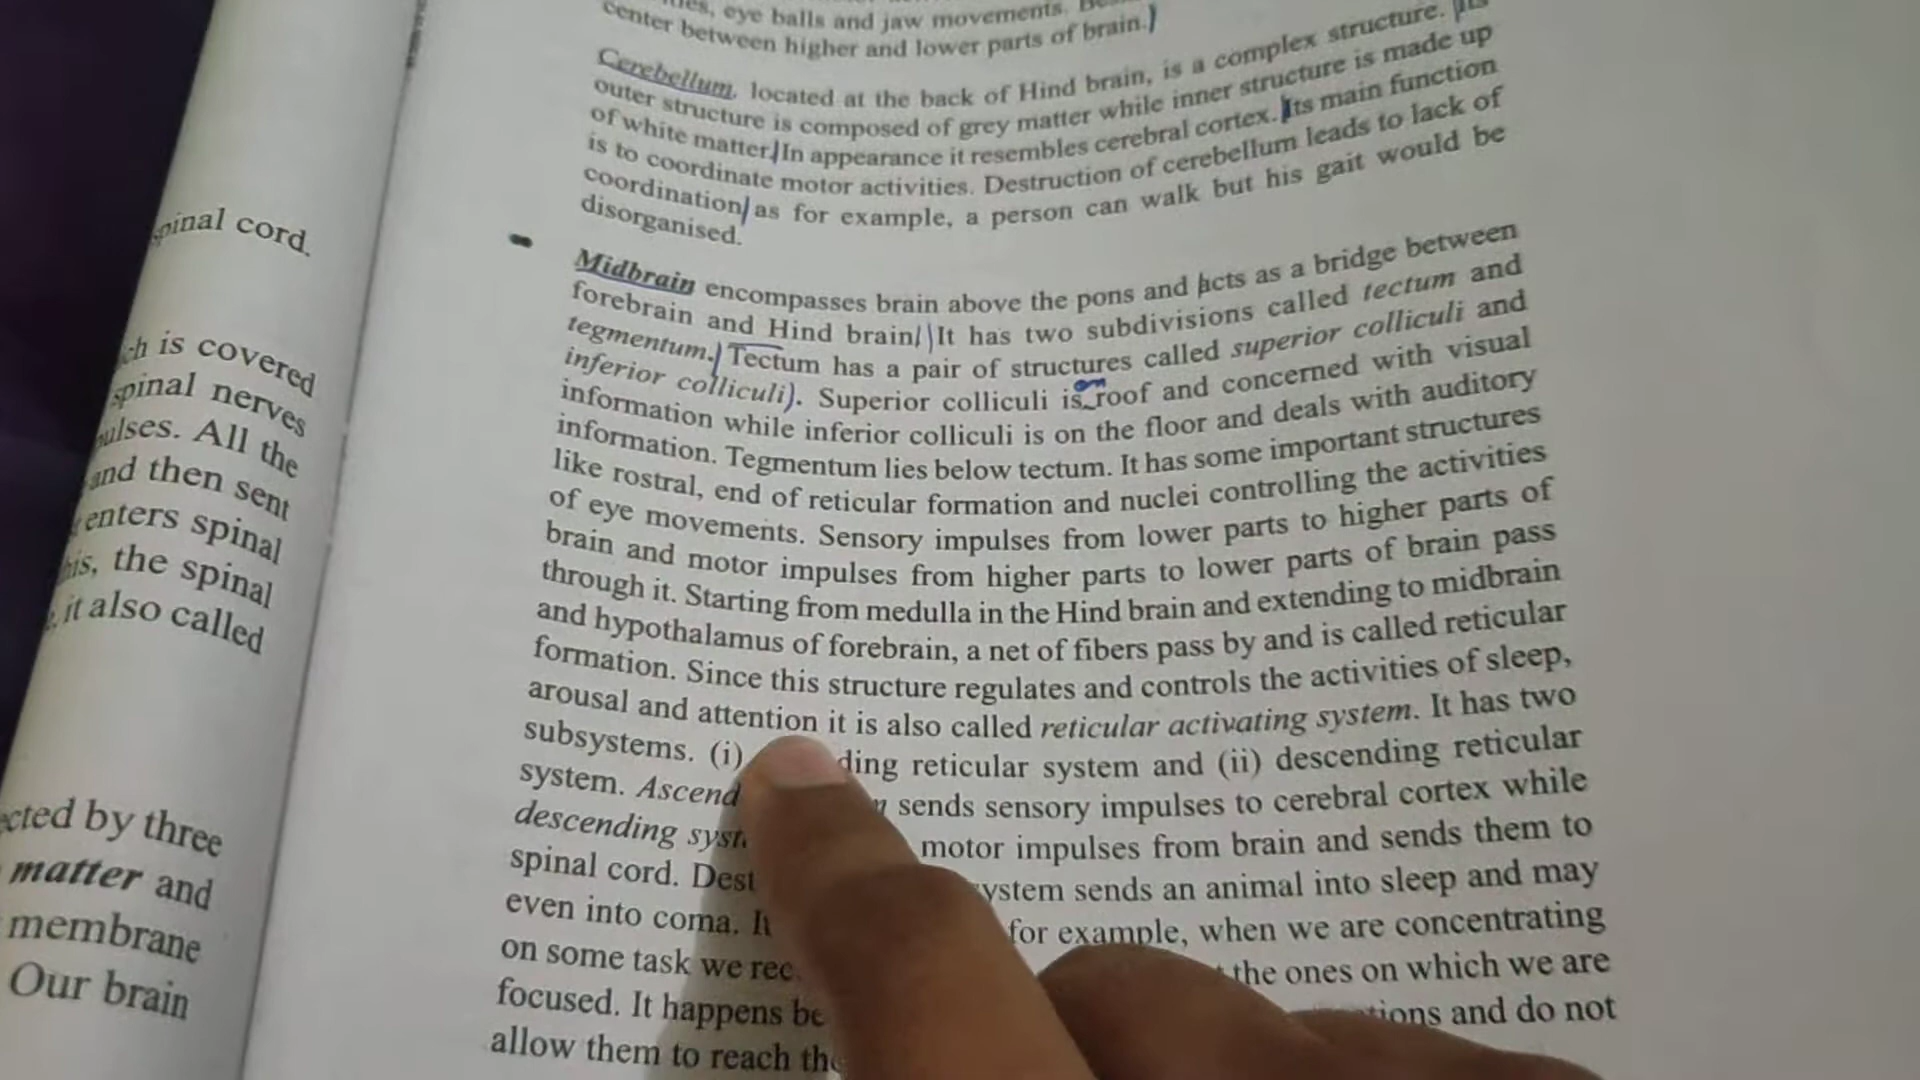 eye balls and jaw movements.
center between higher and lower parts of brain.)
Cerebellum, located at the back of Hind brain, is a complex structure. Its
outer structure is composed of grey matter while inner structure is made up
of white matter. In appearance it resembles cerebral cortex. Its main function
is to coordinate motor activities. Destruction of cerebellum leads to lack of
coordination as for example, a person can walk but his gait would be
disorganised.
Midbrain encompasses brain above the pons and acts as a bridge between
forebrain and Hind brain. It has two subdivisions called tectum and
tegmentum. Tectum has a pair of structures called superior colliculi and
inferior colliculi). Superior colliculi is on roof and concerned with visual
information while inferior colliculi is on the floor and deals with auditory
information. Tegmentum lies below tectum. It has some important structures
like rostral, end of reticular formation and nuclei controlling the activities
of eye movements. Sensory impulses from lower parts to higher parts of
brain and motor impulses from higher parts to lower parts of brain pass
through it. Starting from medulla in the Hind brain and extending to midbrain
and hypothalamus of forebrain, a net of fibers pass by and is called reticular
formation. Since this structure regulates and controls the activities of sleep,
arousal and attention it is also called reticular activating system. It has two
subsystems. (i) ding reticular system and (ii) descending reticular
system. Ascend sends sensory impulses to cerebral cortex while
descending syst motor impulses from brain and sends them to
spinal cord. Dest ystem sends an animal into sleep and may
even into coma. It for example, when we are concentrating
on some task we rec the ones on which we are
focused. It happens be tions and do not
allow them to reach the
spinal cord.
ch is covered
spinal nerves
ulses. All the
and then sent
enters spinal
his, the spinal
it also called
ected by three
matter and
membrane
Our brain